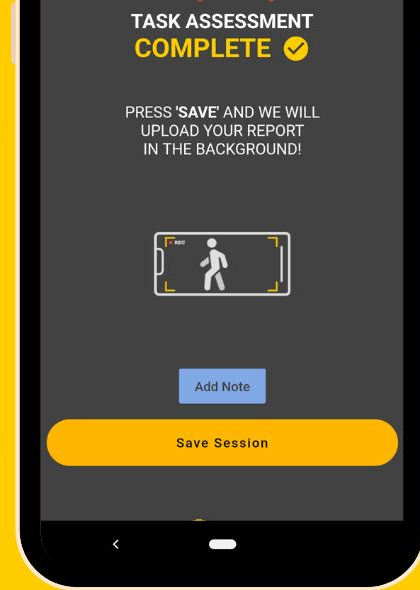 TASK ASSESSMENT
COMPLETE
PRESS 'SAVE' AND WE WILL
UPLOAD YOUR REPORT
IN THE BACKGROUND!
REC
Add Note
Save Session